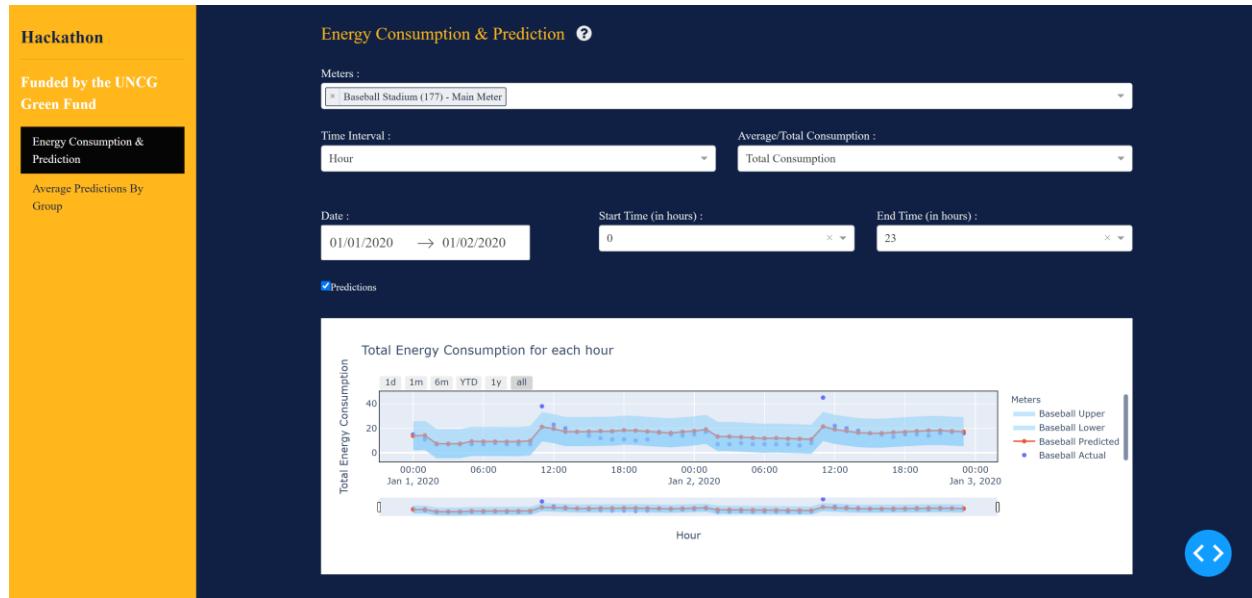 Hackathon
Funded by the UNCG
Green Fund
Energy Consumption &
Prediction
Average Predictions By
Group
Energy Consumption & Prediction ?
Meters :
× Baseball Stadium (177) - Main Meter
Time Interval :
Average/Total Consumption :
Hour
Total Consumption
Date :
Start Time (in hours) :
End Time (in hours) :
01/01/2020 → 01/02/2020
0 ×
23 ×
Predictions
Total Energy Consumption for each hour
1d 1m 6m YTD 1y all
Total Energy Consumption
40
20
0
00:00 06:00 12:00 18:00 00:00 06:00 12:00 18:00 00:00
Jan 1, 2020 Jan 2, 2020 Jan 3, 2020
Hour
Meters
Baseball Upper
Baseball Lower
Baseball Predicted
Baseball Actual